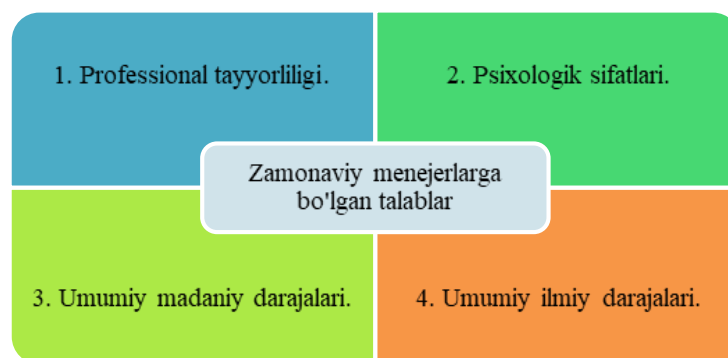 1. Professional tayyorliligi.
2. Psixologik sifatlari.
Zamonaviy menejerlarga
bo'lgan talablar
3. Umumiy madaniy darajalari.
4. Umumiy ilmiy darajalari.